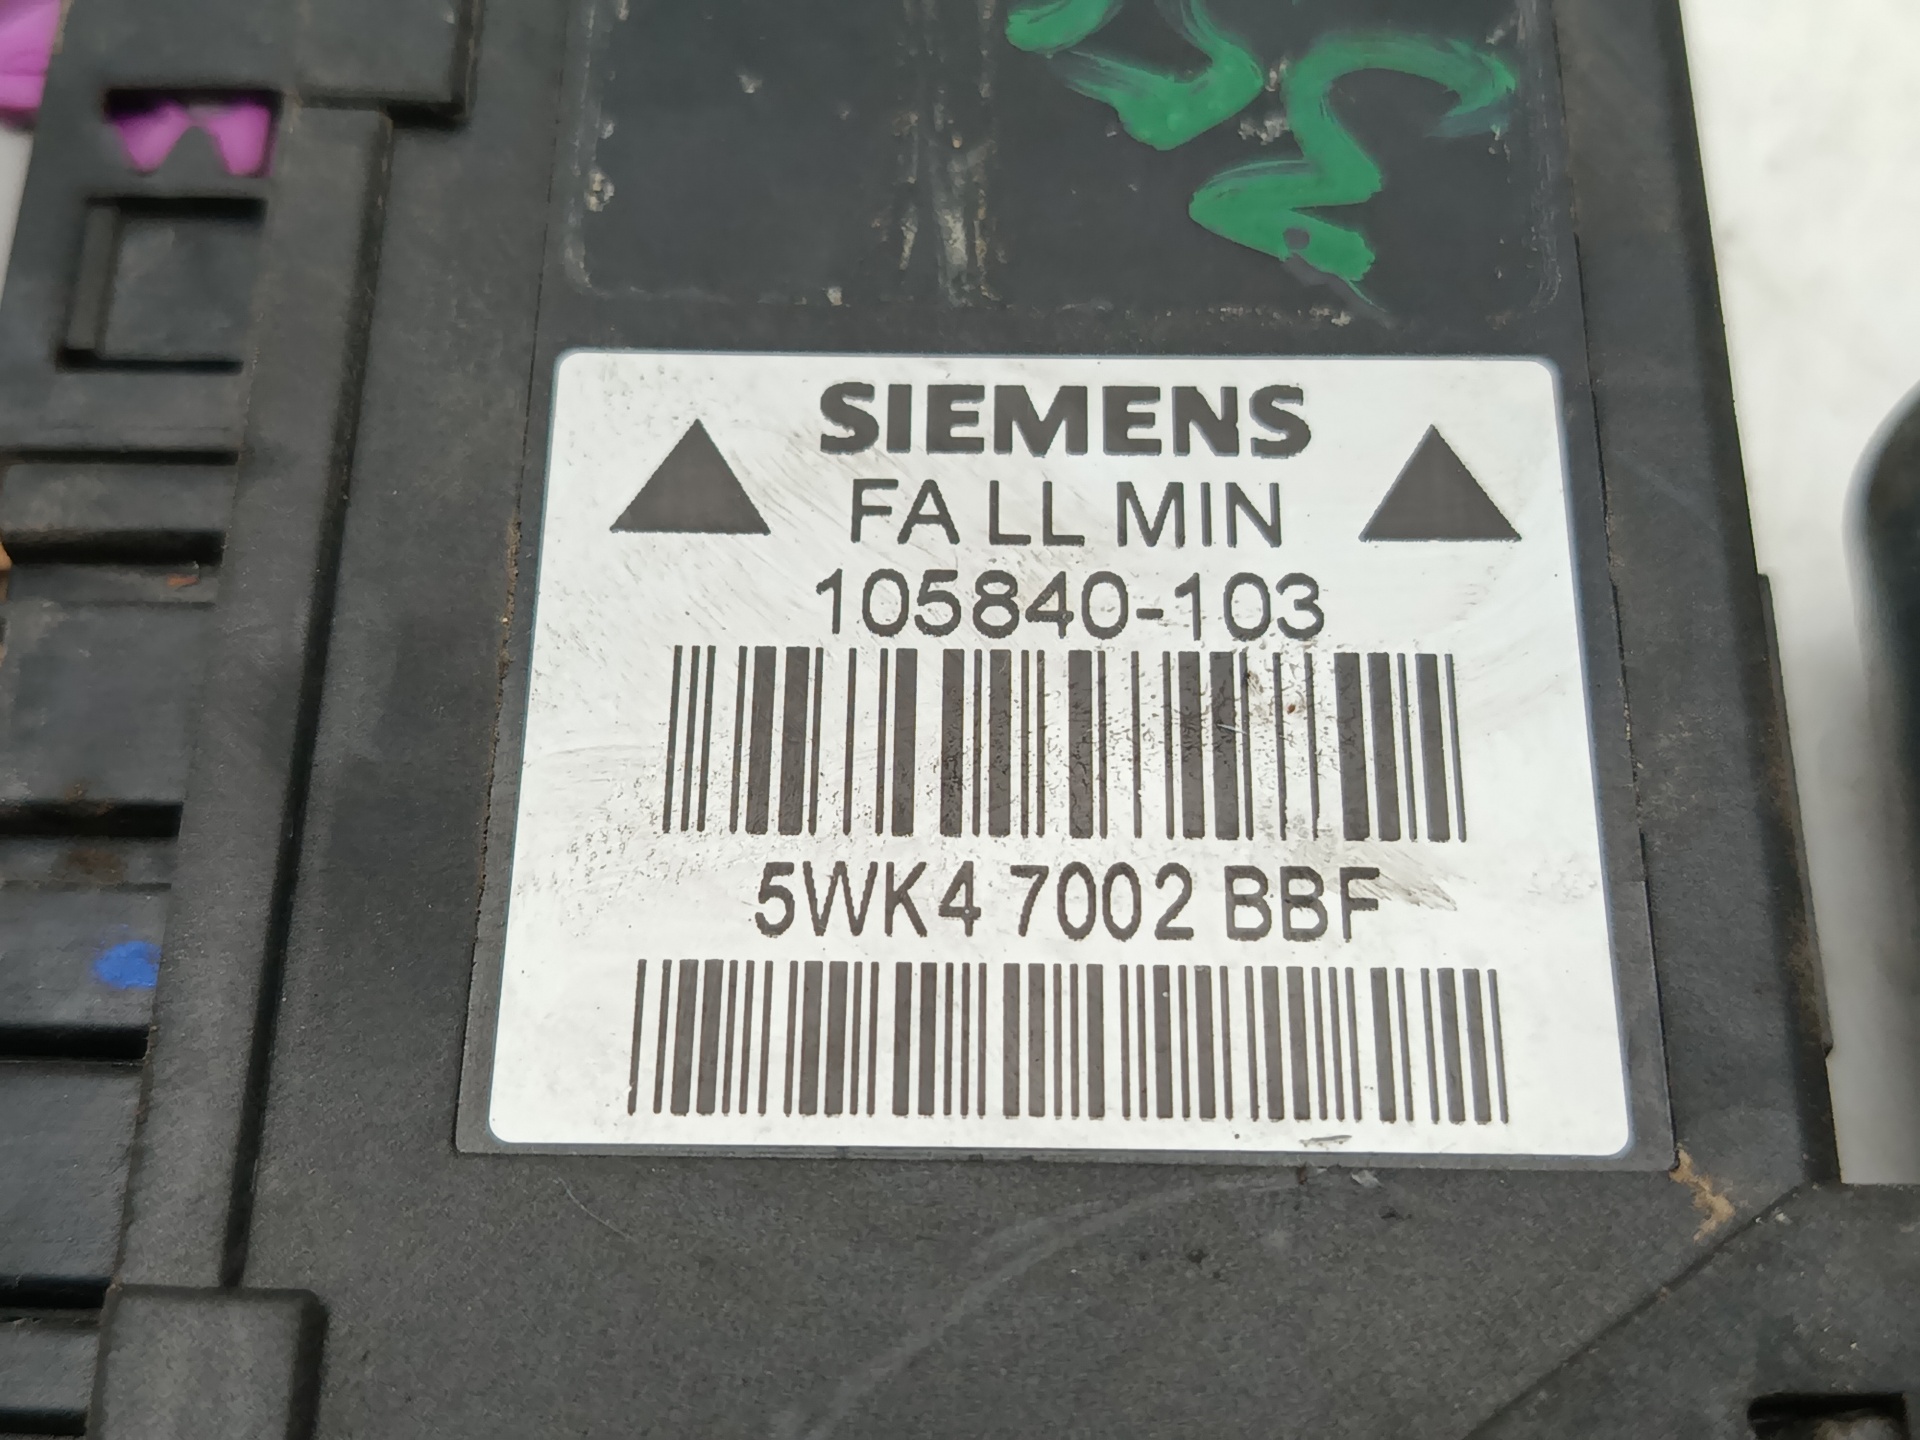 SIEMENS
FA LL MIN
105840-103
5WK4 7002 BBF